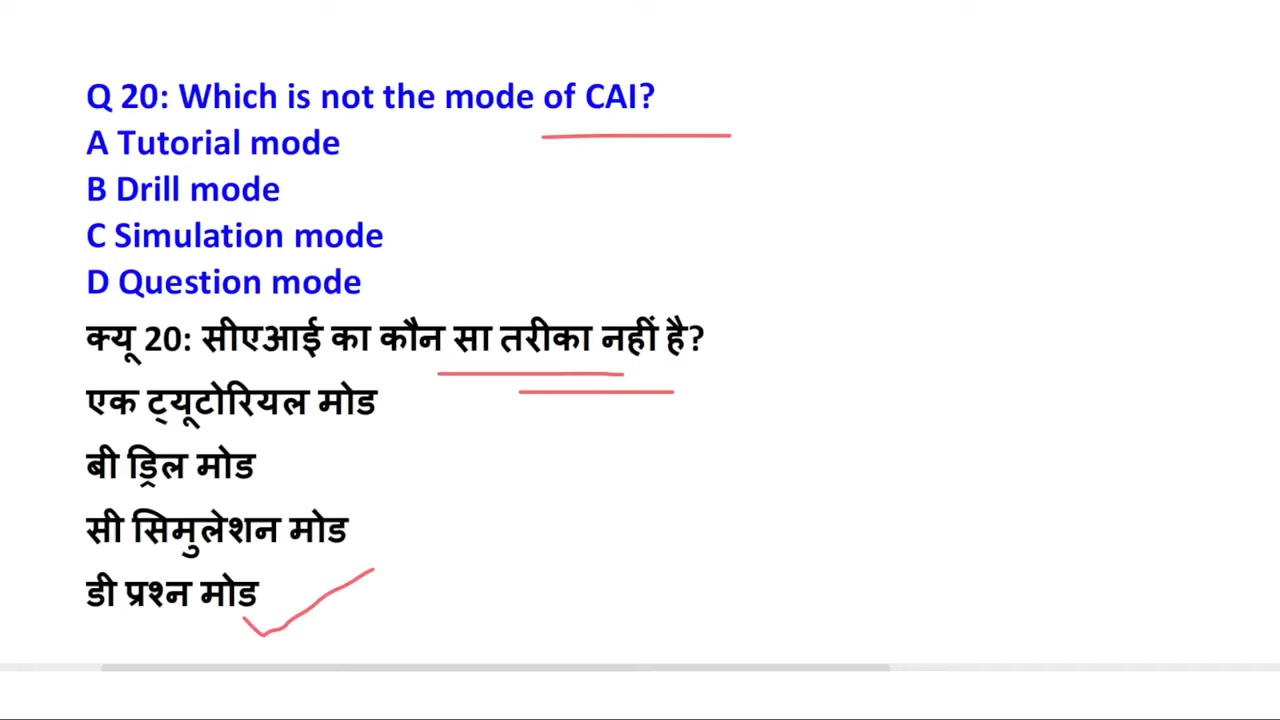 Q 20: Which is not the mode of CAI?
A Tutorial mode
B Drill mode
C Simulation mode
D Question mode
क्यू 20: सीएआई का कौन सा तरीका नहीं है?
एक ट्यूटोरियल मोड
बी ड्रिल मोड
सी सिमुलेशन मोड
डी प्रश्न मोड